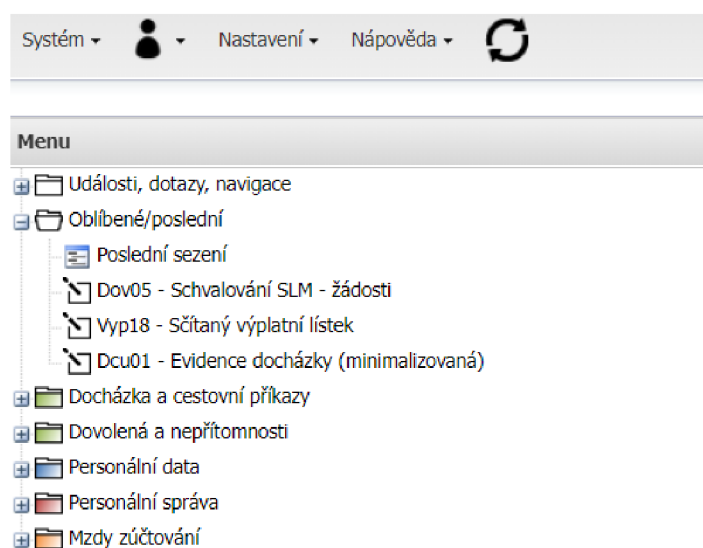 Systém Nastavení Nápověda
Menu
Události, dotazy, navigace
Oblíbené/poslední
Poslední sezení
Dov05 - Schvalování SLM - žádosti
Vyp18 - Sčítaný výplatní lístek
Dcu01 - Evidence docházky (minimalizovaná)
Docházka a cestovní příkazy
Dovolená a nepřítomnosti
Personální data
Personální správa
Mzdy zúčtování